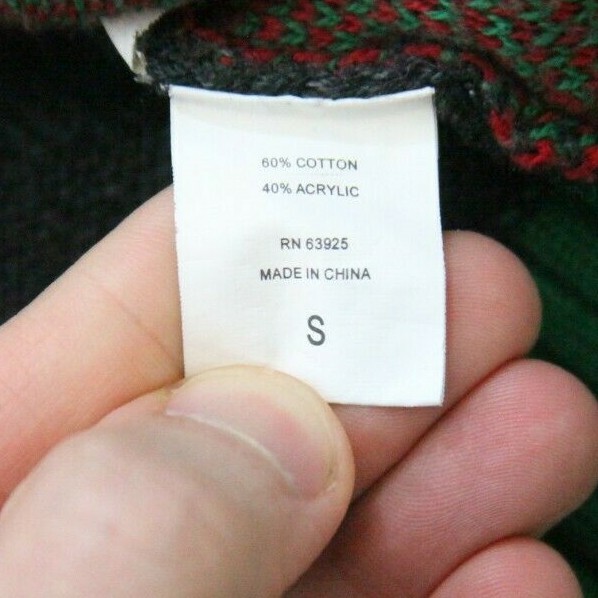 60% COTTON
40% ACRYLIC
RN 63925
MADE IN CHINA
S